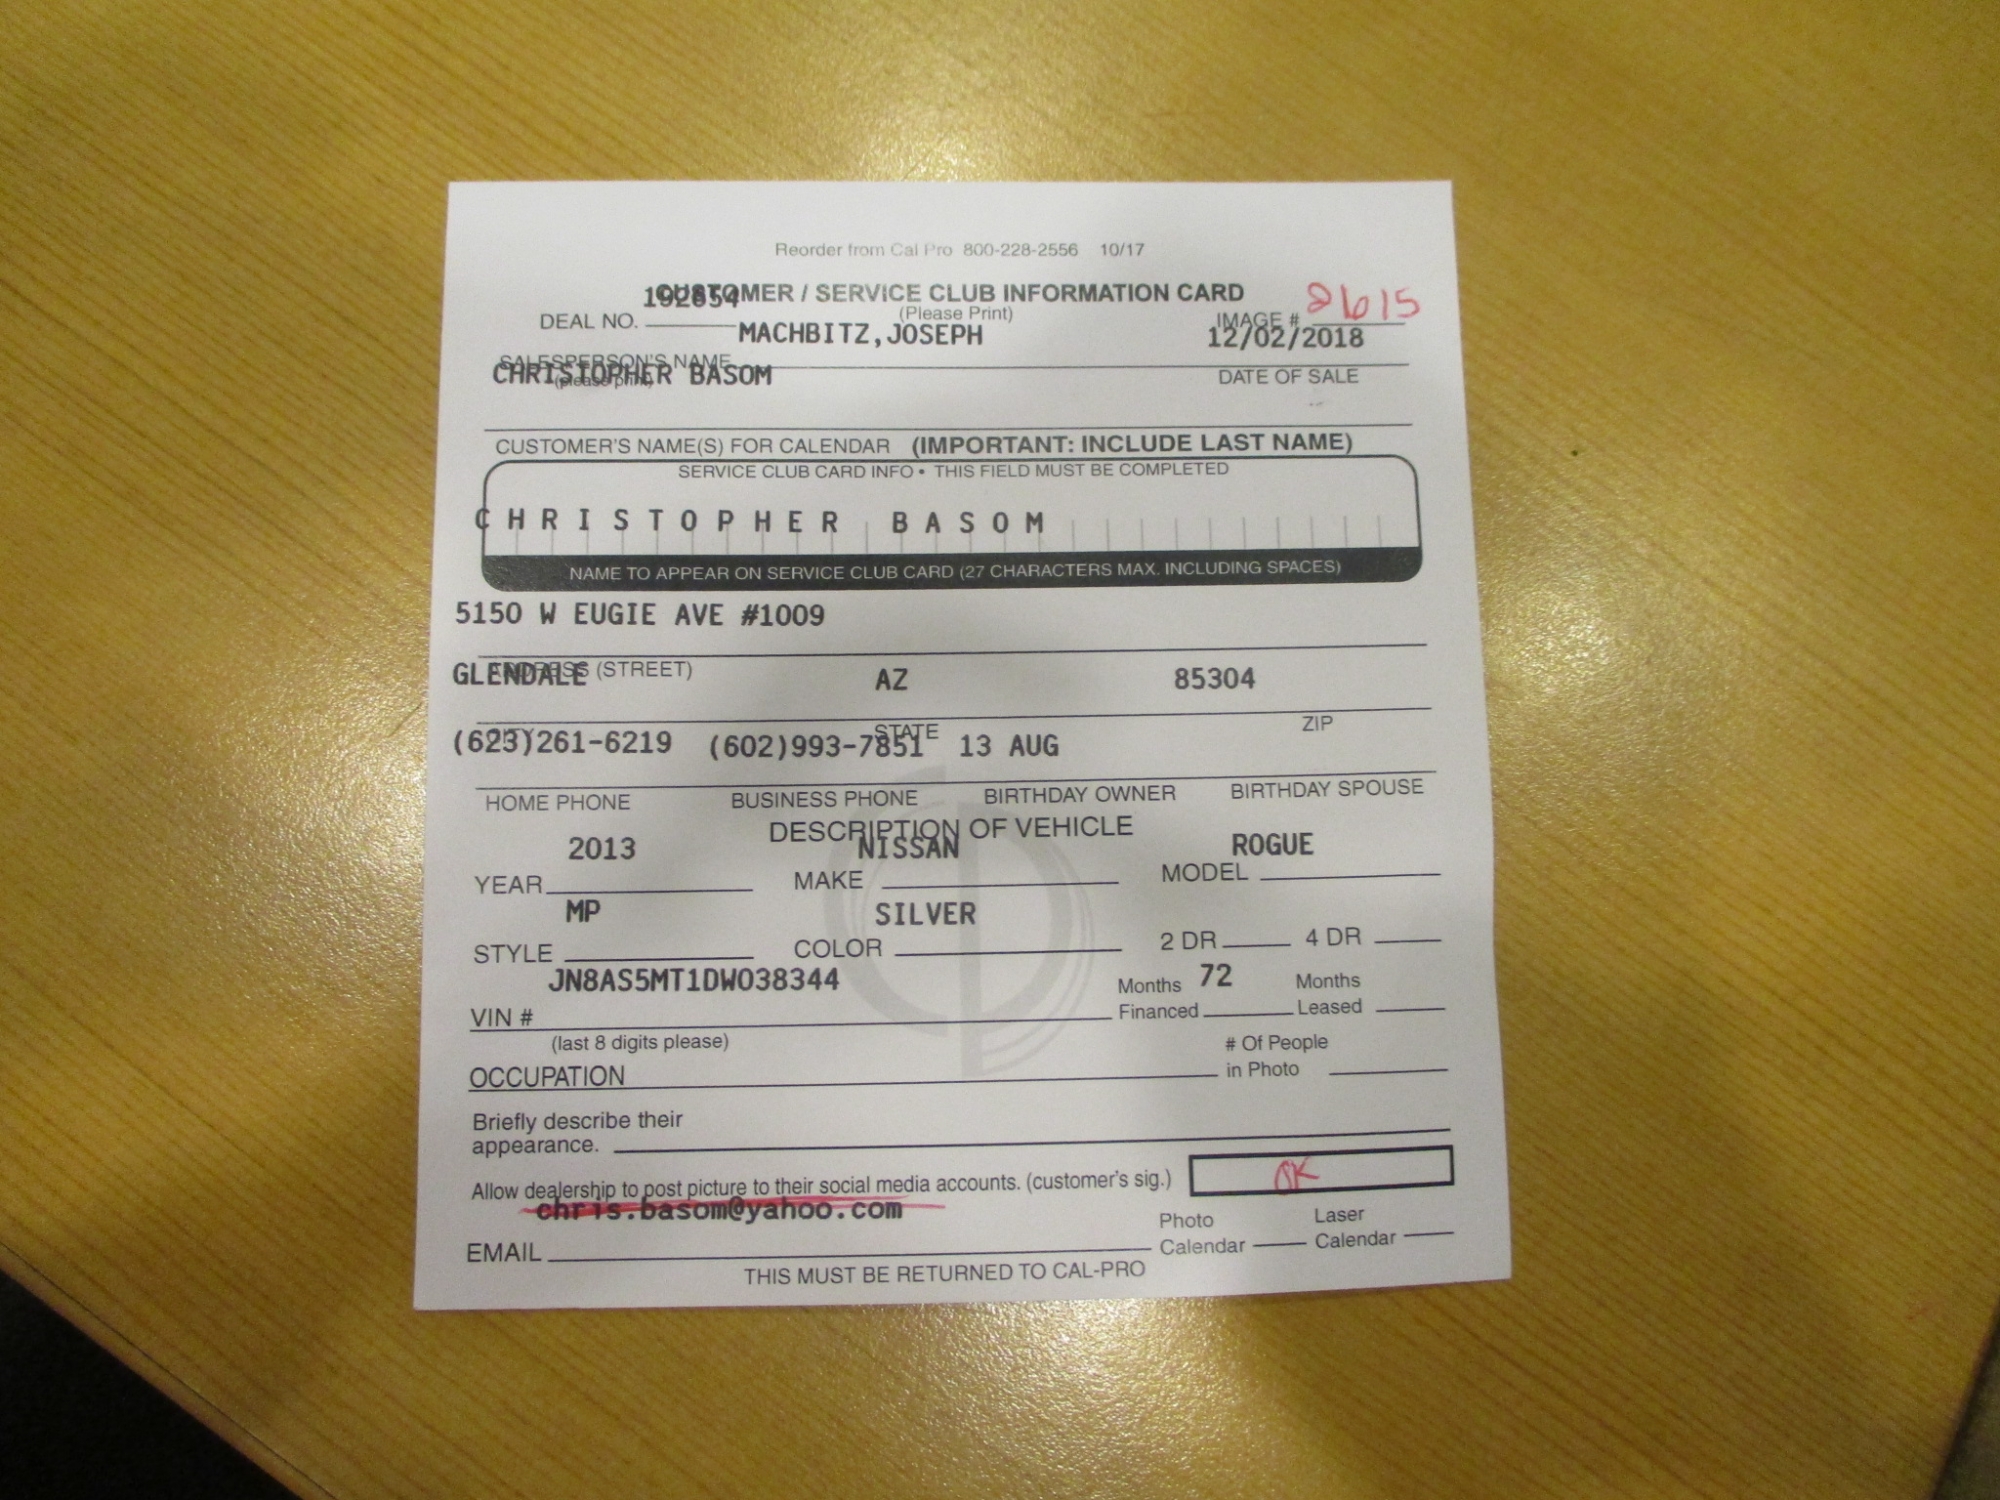 Reorder from Cal Pro 800-228-2556 10/17
CUSTOMER / SERVICE CLUB INFORMATION CARD
192654
(Please Print)
DEAL NO.
IMAGE # 2615
MACHBITZ,JOSEPH 12/02/2018
SALESPERSON'S NAME
(please print)
DATE OF SALE
CHRISTOPHER BASOM
CUSTOMER'S NAME(S) FOR CALENDAR (IMPORTANT: INCLUDE LAST NAME)
SERVICE CLUB CARD INFO • THIS FIELD MUST BE COMPLETED
CHRISTOPHER BASOM
NAME TO APPEAR ON SERVICE CLUB CARD (27 CHARACTERS MAX. INCLUDING SPACES)
5150 W EUGIE AVE #1009
ADDRESS (STREET)
GLENDALE AZ 85304
CITY STATE ZIP
(623)261-6219 (602)993-7851 13 AUG
HOME PHONE BUSINESS PHONE BIRTHDAY OWNER BIRTHDAY SPOUSE
DESCRIPTION OF VEHICLE
2013 NISSAN ROGUE
YEAR MAKE MODEL
MP SILVER
STYLE COLOR 2 DR 4 DR
JN8AS5MT1DW038344 Months 72 Months
VIN # Financed Leased
(last 8 digits please) # Of People
OCCUPATION in Photo
Briefly describe their
appearance.
Allow dealership to post picture to their social media accounts. (customer's sig.) OK
chris.basom@yahoo.com Photo Laser
EMAIL Calendar Calendar
THIS MUST BE RETURNED TO CAL-PRO